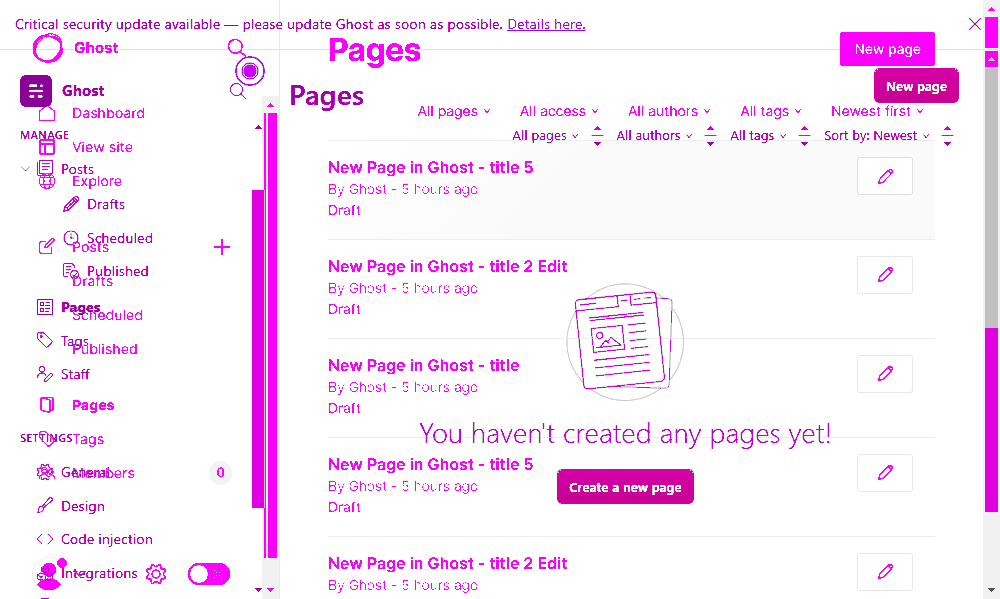 Critical security update available — please update Ghost as soon as possible. Details here.
Ghost
Pages
New page
Ghost
New page
Pages
Dashboard
All pages
All access
All authors
All tags
Newest first
MANAGE
All pages
All authors
All tags
Sort by: Newest
View site
Posts
New Page in Ghost - title 5
Explore
By Ghost - 5 hours ago
Drafts
Draft
Scheduled
Posts
Published
New Page in Ghost - title 2 Edit
Drafts
By Ghost - 5 hours ago
Pages
Draft
Scheduled
Tags
Published
New Page in Ghost - title
Staff
By Ghost - 5 hours ago
Pages
Draft
SETTINGS
Tags
You haven't created any pages yet!
New Page in Ghost - title 5
General
Members
0
By Ghost - 5 hours ago
Create a new page
Design
Draft
Code injection
New Page in Ghost - title 2 Edit
Integrations
By Ghost - 5 hours ago